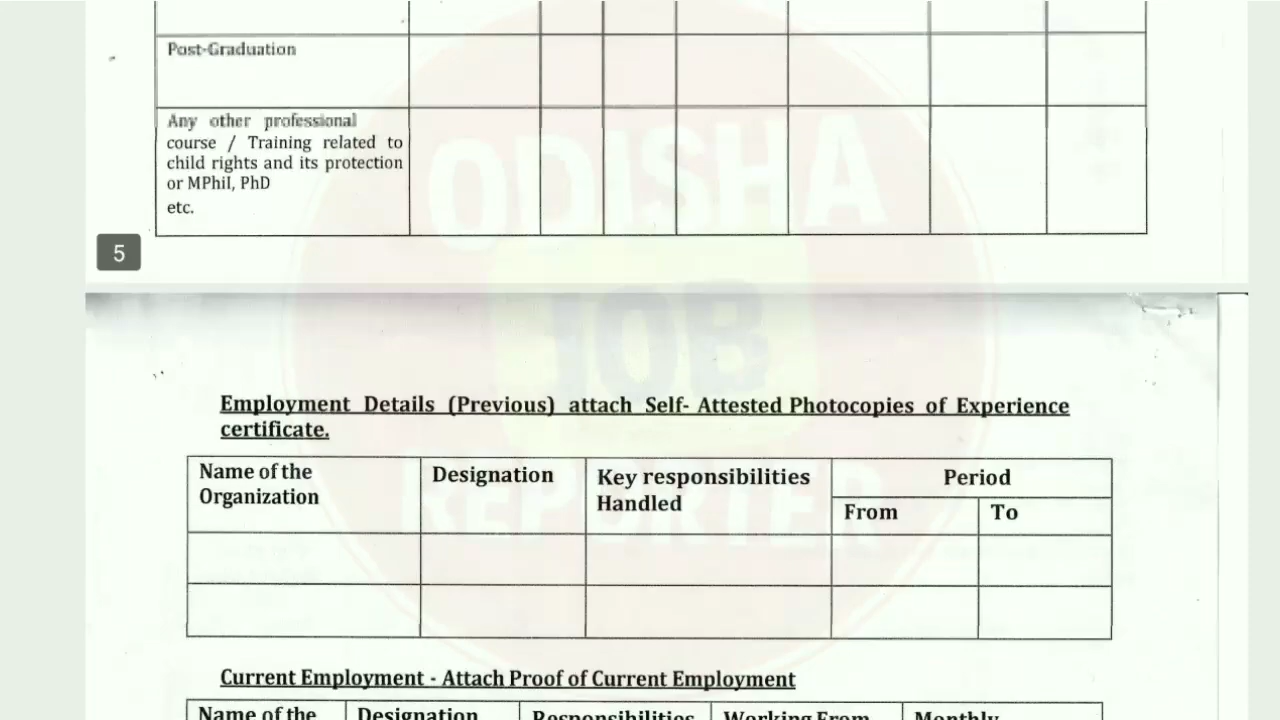 Post-Graduation
Any other professional
course / Training related to
child rights and its protection
or MPhil, PhD
etc.
5
ODISHA
JOB
REPORTER
Employment Details (Previous) attach Self- Attested Photocopies of Experience
certificate.
Name of the
Organization
Designation
Key responsibilities
Handled
Period
From
To
Current Employment - Attach Proof of Current Employment
Name of the
Designation
Responsibilities
Working From
Monthly